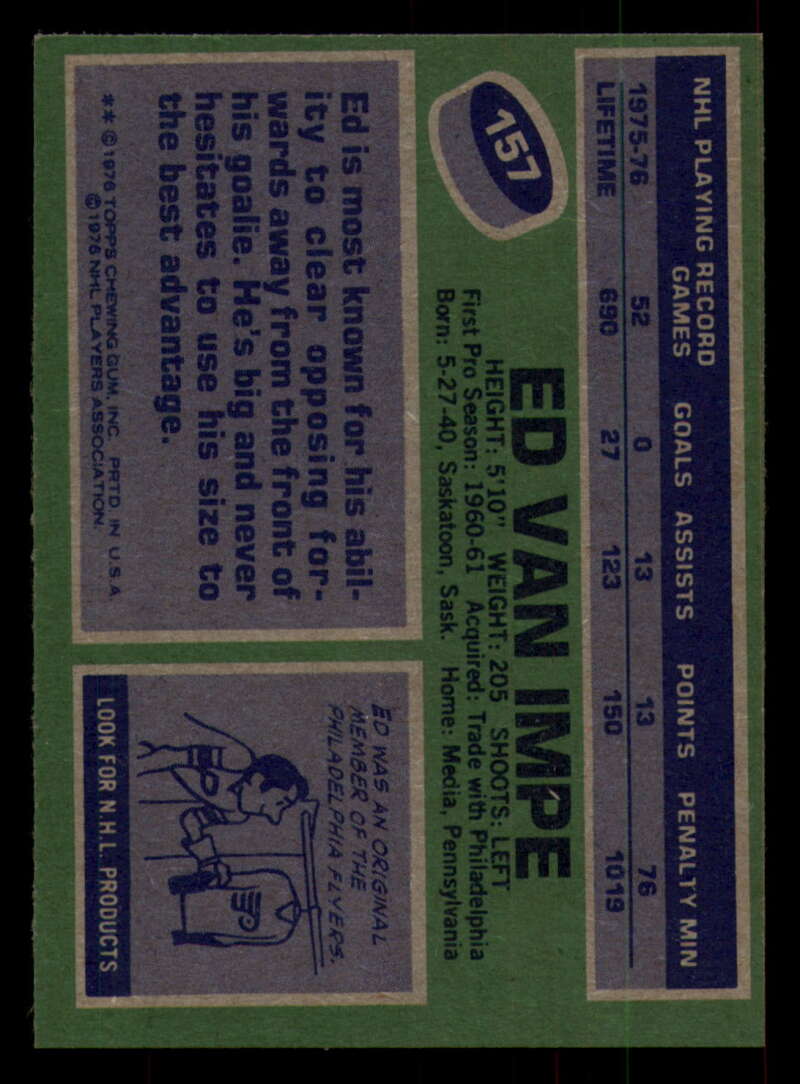 NHL PLAYING RECORD
GAMES GOALS ASSISTS POINTS PENALTY MIN
1975-76 52 0 13 13 76
LIFETIME 690 27 123 150 1019
157
ED VAN IMPE
HEIGHT: 5'10" WEIGHT: 205 SHOOTS: LEFT
First Pro Season: 1960-61 Acquired: Trade with Philadelphia
Born: 5-27-40, Saskatoon, Sask. Home: Media, Pennsylvania
Ed is most known for his abil-
ity to clear opposing for-
wards away from the front of
his goalie. He's big and never
hesitates to use his size to
the best advantage.
** ©1976 TOPPS CHEWING GUM, INC. PRTD IN U.S.A
©1976 NHL PLAYERS ASSOCIATION.
ED WAS AN ORIGINAL
MEMBER OF THE
PHILADELPHIA FLYERS.
LOOK FOR N.H.L. PRODUCTS